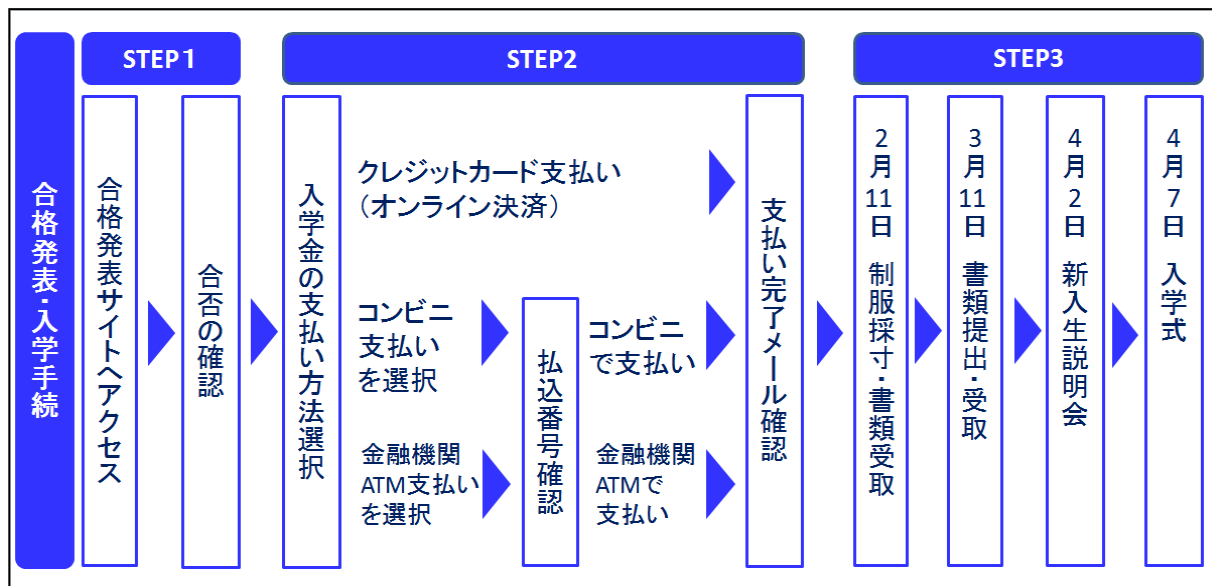 合格発表・入学手続
STEP１
合格発表サイトへアクセス
合否の確認
STEP2
入学金の支払い方法選択
クレジットカード支払い
（オンライン決済）
コンビニ
支払い
を選択
金融機関
ATM支払い
を選択
払込番号確認
コンビニ
で支払い
金融機関
ATMで
支払い
支払い完了メール確認
STEP3
2月11日 制服採寸・書類受取
3月11日 書類提出・受取
4月2日 新入生説明会
4月7日 入学式